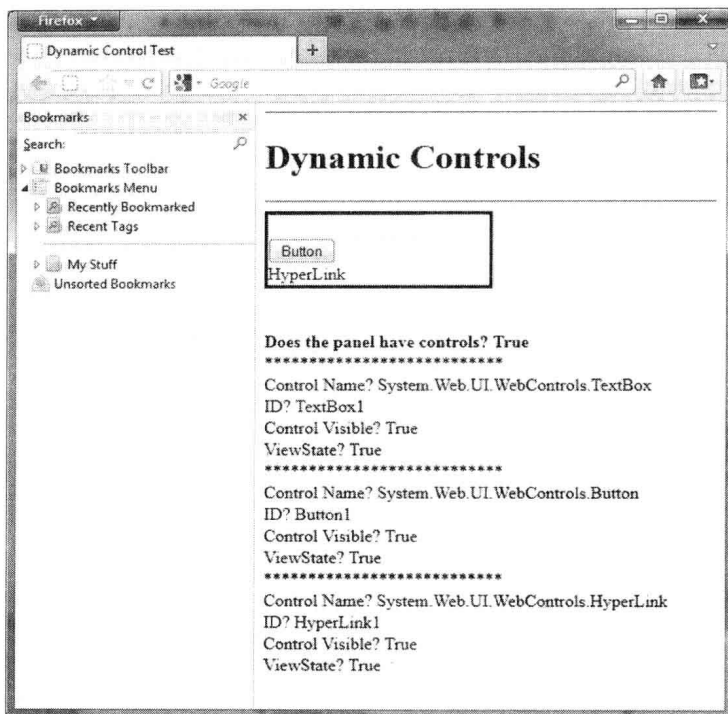 Firefox
Dynamic Control Test
Google
Bookmarks
Search:
Bookmarks Toolbar
Bookmarks Menu
Recently Bookmarked
Recent Tags
My Stuff
Unsorted Bookmarks
Dynamic Controls
Button
HyperLink
Does the panel have controls? True
***************************
Control Name? System.Web.UI.WebControls.TextBox
ID? TextBox1
Control Visible? True
ViewState? True
***************************
Control Name? System.Web.UI.WebControls.Button
ID? Button1
Control Visible? True
ViewState? True
***************************
Control Name? System.Web.UI.WebControls.HyperLink
ID? HyperLink1
Control Visible? True
ViewState? True